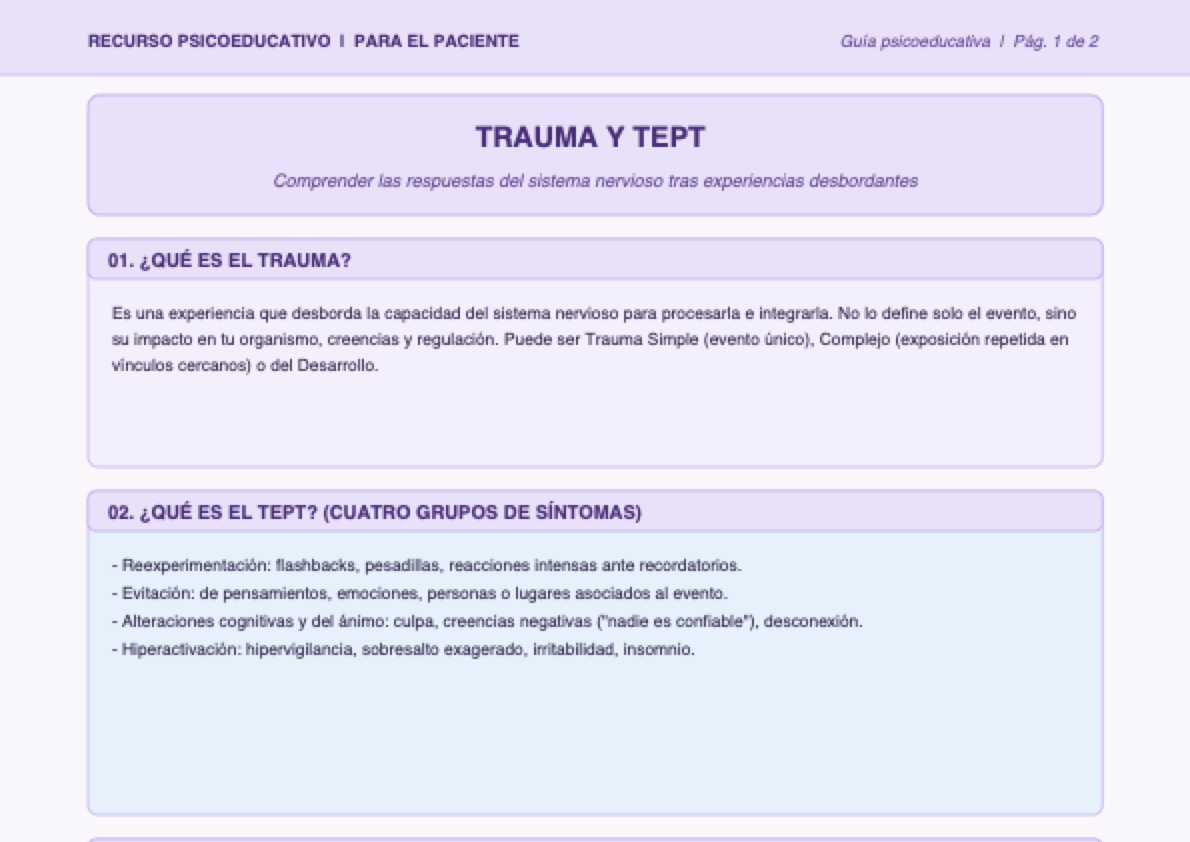 RECURSO PSICOEDUCATIVO | PARA EL PACIENTE
Guía psicoeducativa | Pág. 1 de 2
TRAUMA Y TEPT
Comprender las respuestas del sistema nervioso tras experiencias desbordantes
01. ¿QUÉ ES EL TRAUMA?
Es una experiencia que desborda la capacidad del sistema nervioso para procesarla e integrarla. No lo define solo el evento, sino
su impacto en tu organismo, creencias y regulación. Puede ser Trauma Simple (evento único), Complejo (exposición repetida en
vínculos cercanos) o del Desarrollo.
02. ¿QUÉ ES EL TEPT? (CUATRO GRUPOS DE SÍNTOMAS)
- Reexperimentación: flashbacks, pesadillas, reacciones intensas ante recordatorios.
- Evitación: de pensamientos, emociones, personas o lugares asociados al evento.
- Alteraciones cognitivas y del ánimo: culpa, creencias negativas ("nadie es confiable"), desconexión.
- Hiperactivación: hipervigilancia, sobresalto exagerado, irritabilidad, insomnio.